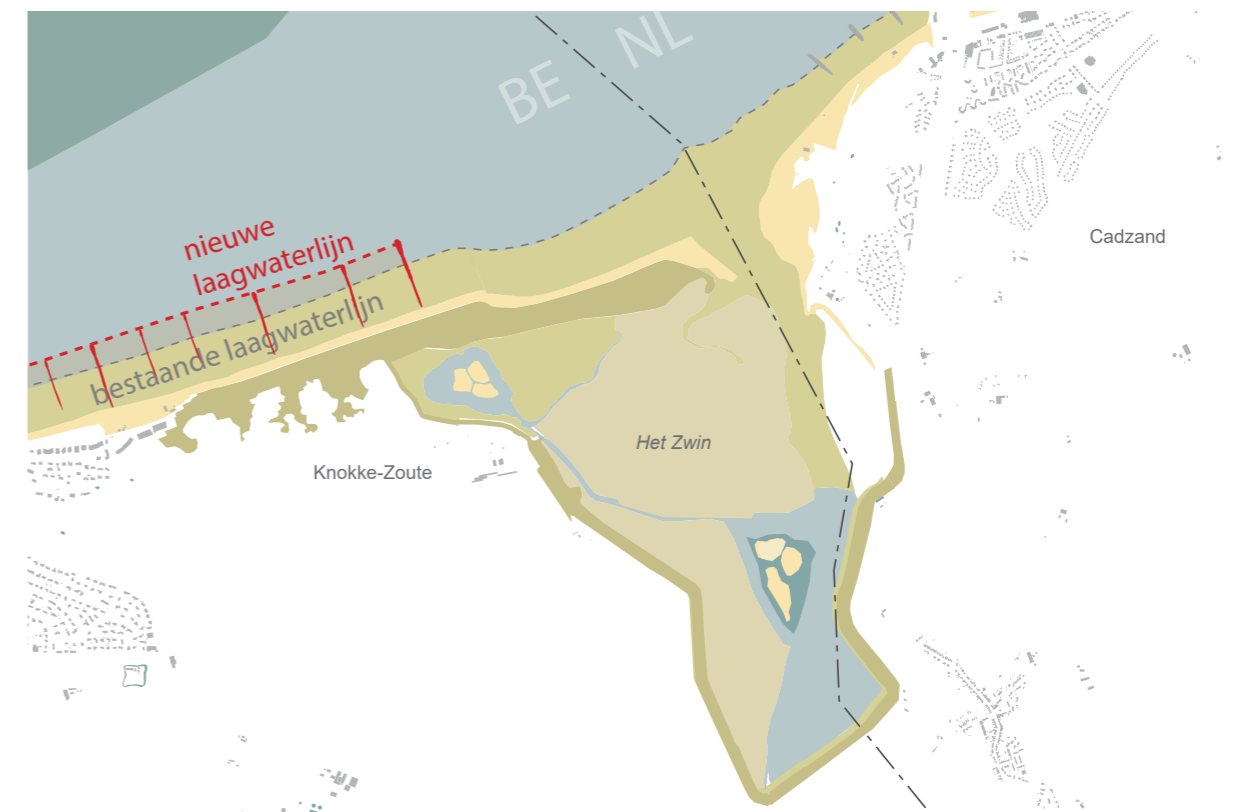 BE NL
nieuwe
laagwaterlijn
bestaande laagwaterlijn
Cadzand
Het Zwin
Knokke-Zoute